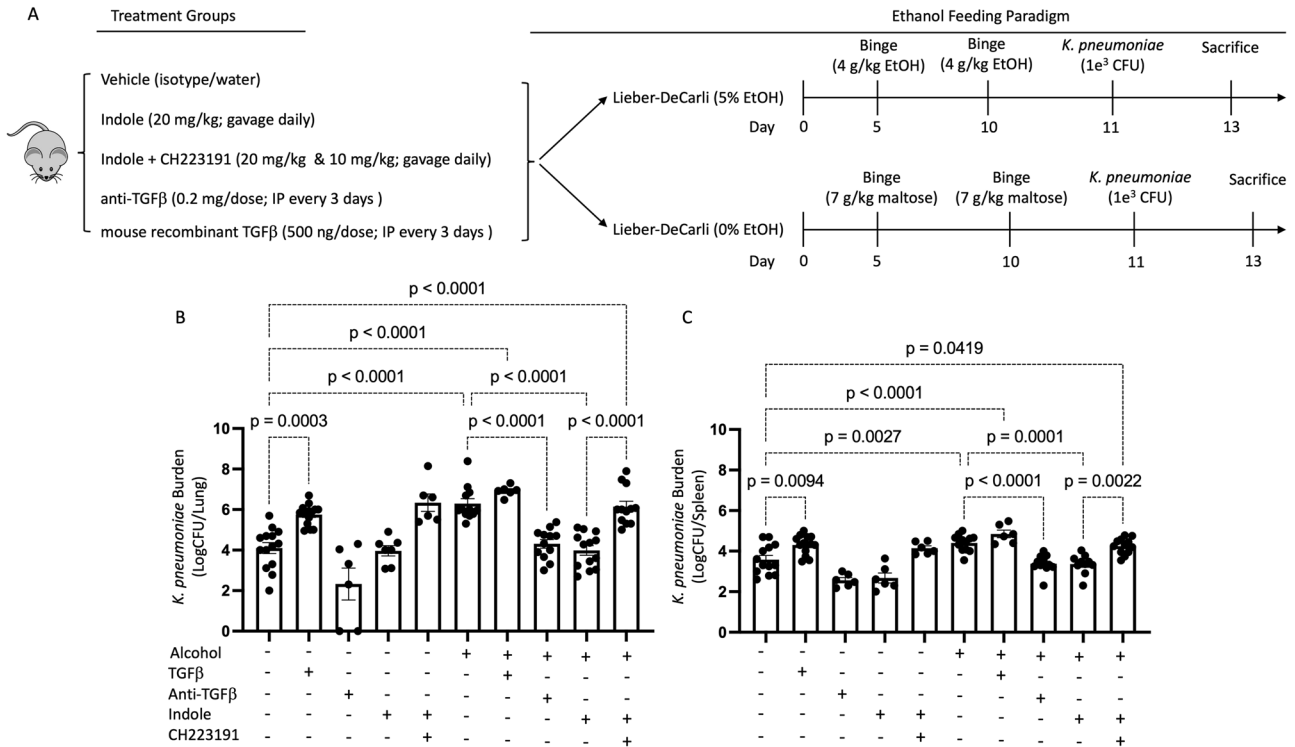 A
Treatment Groups
Ethanol Feeding Paradigm
Vehicle (isotype/water)
Indole (20 mg/kg; gavage daily)
Indole + CH223191 (20 mg/kg & 10 mg/kg; gavage daily)
anti-TGFβ (0.2 mg/dose; IP every 3 days )
mouse recombinant TGFβ (500 ng/dose; IP every 3 days )
Binge
(4 g/kg EtOH)
Binge
(4 g/kg EtOH)
K. pneumoniae
(1e³ CFU)
Sacrifice
Lieber-DeCarli (5% EtOH)
Day 0 5 10 11 13
Binge
(7 g/kg maltose)
Binge
(7 g/kg maltose)
K. pneumoniae
(1e³ CFU)
Sacrifice
Lieber-DeCarli (0% EtOH)
Day 0 5 10 11 13
B
p < 0.0001
p < 0.0001
p < 0.0001 p < 0.0001
p = 0.0003 p < 0.0001 p < 0.0001
K. pneumoniae Burden
(LogCFU/Lung)
10
8
6
4
2
0
Alcohol - - - - - + + + + +
TGFβ - + - - - - + - - -
Anti-TGFβ - - + - - - - + - -
Indole - - - + + - - - + +
CH223191 - - - - + - - - - +
C
p = 0.0419
p < 0.0001
p = 0.0027 p = 0.0001
p = 0.0094 p < 0.0001 p = 0.0022
K. pneumoniae Burden
(LogCFU/Spleen)
10
8
6
4
2
0
- - - - - + + + + +
- + - - - - + - - -
- - + - - - - + - -
- - - + + - - - + +
- - - - + - - - - +